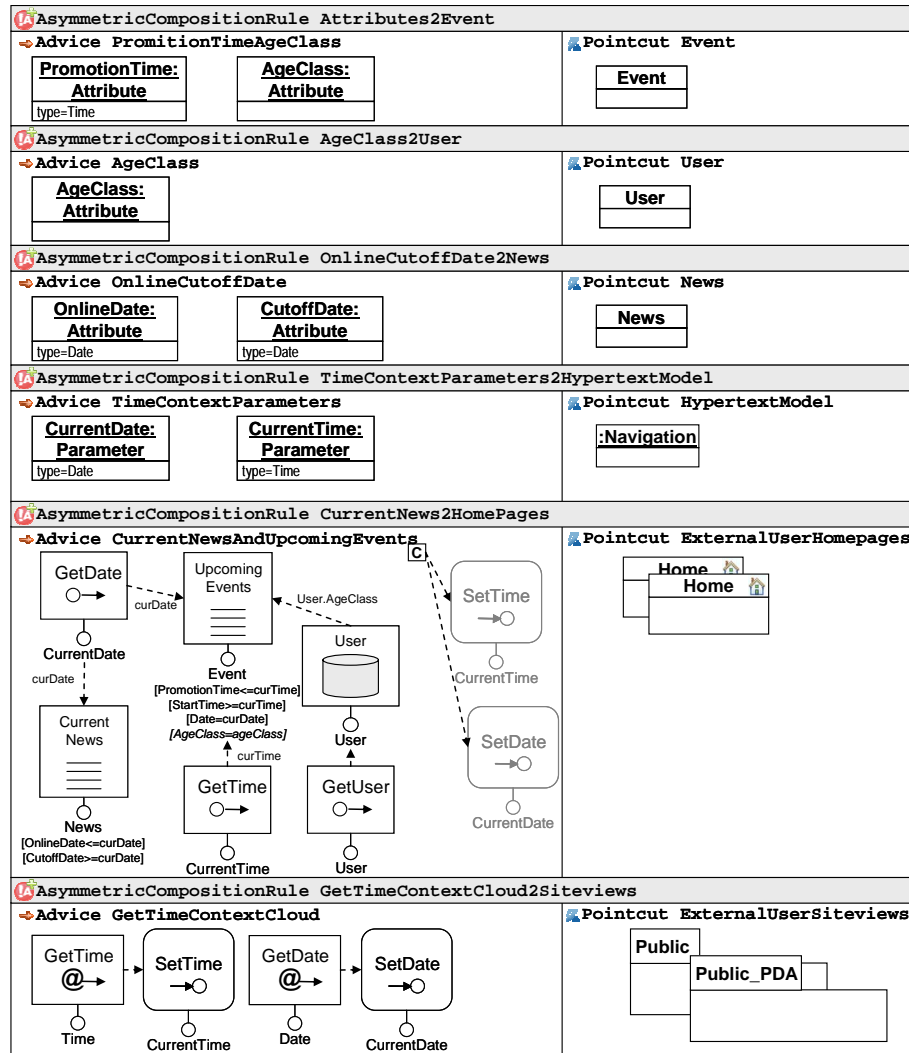 AsymmetricCompositionRule Attributes2Event
Advice PromitionTimeAgeClass
Pointcut Event
PromotionTime:
Attribute
type=Time
AgeClass:
Attribute
Event
AsymmetricCompositionRule AgeClass2User
Advice AgeClass
Pointcut User
AgeClass:
Attribute
User
AsymmetricCompositionRule OnlineCutoffDate2News
Advice OnlineCutoffDate
Pointcut News
OnlineDate:
Attribute
type=Date
CutoffDate:
Attribute
type=Date
News
AsymmetricCompositionRule TimeContextParameters2HypertextModel
Advice TimeContextParameters
Pointcut HypertextModel
CurrentDate:
Parameter
type=Date
CurrentTime:
Parameter
type=Time
:Navigation
AsymmetricCompositionRule CurrentNews2HomePages
Advice CurrentNewsAndUpcomingEvents
Pointcut ExternalUserHomepages
C
GetDate
CurrentDate
curDate
curDate
Upcoming
Events
Event
[PromotionTime<=curTime]
[StartTime>=curTime]
[Date=curDate]
[AgeClass=ageClass]
User.AgeClass
User
User
SetTime
CurrentTime
SetDate
CurrentDate
Current
News
News
[OnlineDate<=curDate]
[CutoffDate>=curDate]
curTime
GetTime
CurrentTime
GetUser
User
Home
Home
AsymmetricCompositionRule GetTimeContextCloud2Siteviews
Advice GetTimeContextCloud
Pointcut ExternalUserSiteviews
GetTime
@
Time
SetTime
CurrentTime
GetDate
@
Date
SetDate
CurrentDate
Public
Public_PDA